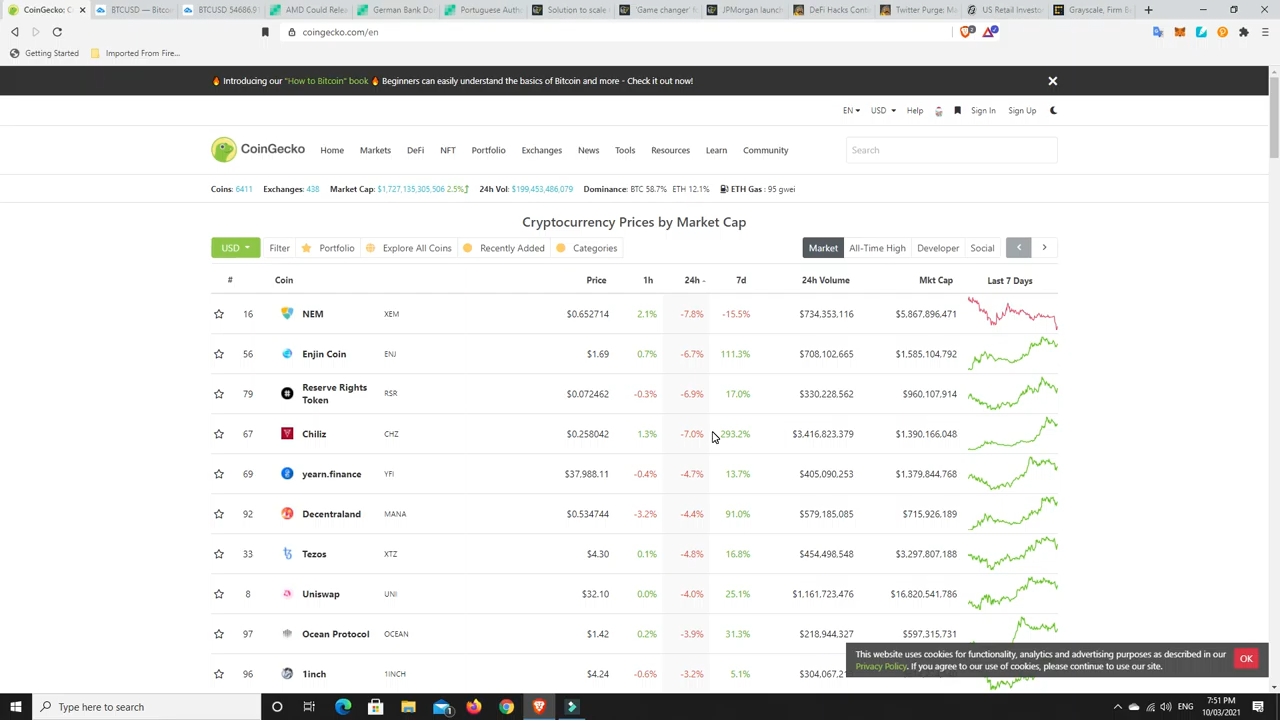 CoinGecko: C
BTCUSD — Bitco
BTCUSD 54686.9
AMD Could Rele
German Bank Do
Portuguese Auth
Solution to scale
'Game changer' f
JPMorgan launch
DeFi Hacks Conti
Twitter Purge: M
US Retail Investo
Grayscale, Firm B
coingecko.com/en
Getting Started
Imported From Fire...
Introducing our "How to Bitcoin" book Beginners can easily understand the basics of Bitcoin and more - Check it out now!
EN USD Help Sign In Sign Up
CoinGecko Home Markets DeFi NFT Portfolio Exchanges News Tools Resources Learn Community Search
Coins: 6411 Exchanges: 438 Market Cap: $1,727,135,305,506 2.5% 24h Vol: $199,453,486,079 Dominance: BTC 58.7% ETH 12.1% ETH Gas : 95 gwei
Cryptocurrency Prices by Market Cap
USD Filter Portfolio Explore All Coins Recently Added Categories Market All-Time High Developer Social
# Coin Price 1h 24h 7d 24h Volume Mkt Cap Last 7 Days
16 NEM XEM $0.652714 2.1% -7.8% -15.5% $734,353,116 $5,867,896,471
56 Enjin Coin ENJ $1.69 0.7% -6.7% 111.3% $708,102,665 $1,585,104,792
79 Reserve Rights Token RSR $0.072462 -0.3% -6.9% 17.0% $330,228,562 $960,107,914
67 Chiliz CHZ $0.258042 1.3% -7.0% 293.2% $3,416,823,379 $1,390,166,048
69 yearn.finance YFI $37,988.11 -0.4% -4.7% 13.7% $405,090,253 $1,379,844,768
92 Decentraland MANA $0.534744 -3.2% -4.4% 91.0% $579,185,085 $715,926,189
33 Tezos XTZ $4.30 0.1% -4.8% 16.8% $454,498,548 $3,297,807,188
8 Uniswap UNI $32.10 0.0% -4.0% 25.1% $1,161,723,476 $16,820,541,786
97 Ocean Protocol OCEAN $1.42 0.2% -3.9% 31.3% $218,944,327 $597,315,731
96 1inch 1INCH $4.24 -0.6% -3.2% 5.1%
This website uses cookies for functionality, analytics and advertising purposes as described in our
Privacy Policy. If you agree to our use of cookies, please continue to use our site.
OK
Type here to search
ENG
7:51 PM
10/03/2021